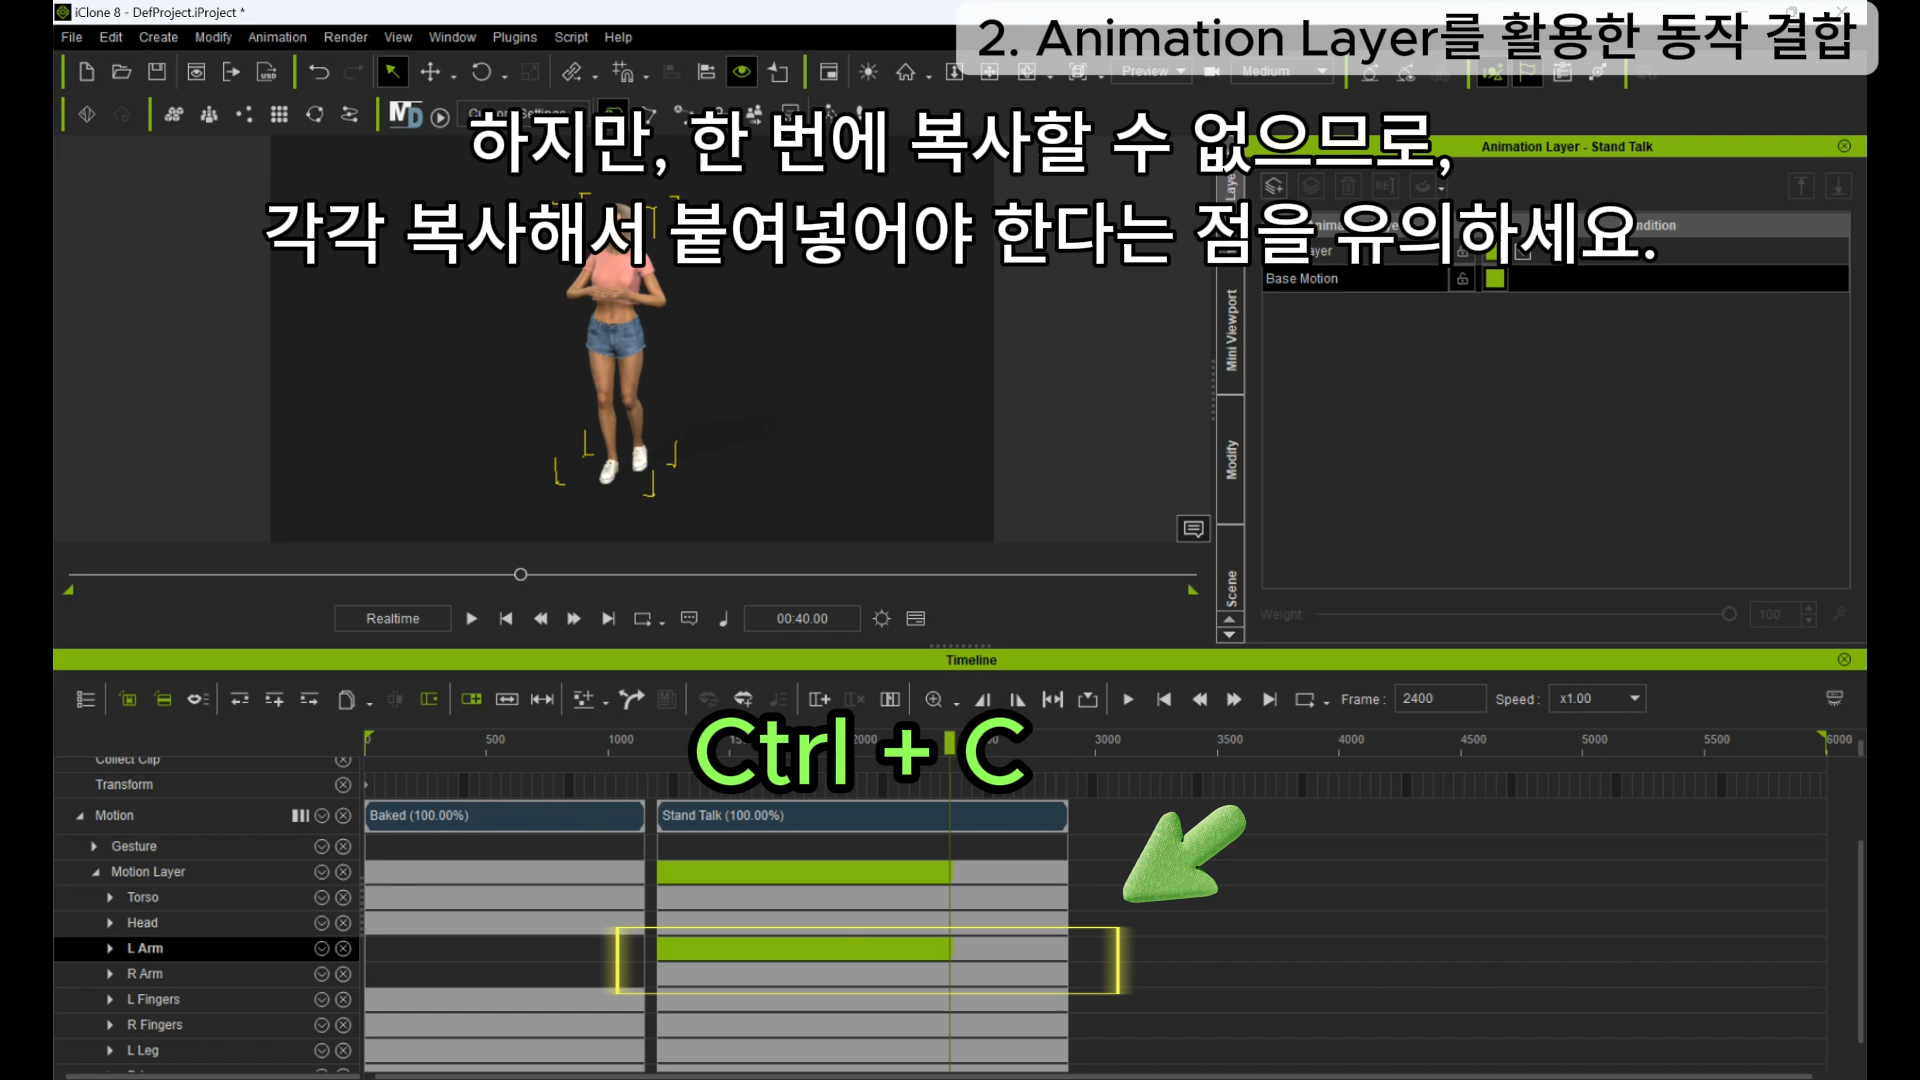 iClone 8 - DefProject.iProject *
2. Animation Layer를 활용한 동작 결합
File Edit Create Modify Animation Render View Window Plugins Script Help
Preview
Medium
MD
하지만, 한 번에 복사할 수 없으므로,
각각 복사해서 붙여넣어야 한다는 점을 유의하세요.
Animation Layer - Stand Talk
Base Motion
Mini Viewport
Modify
Scene
Weight:
100
Realtime
00:40.00
Timeline
Frame :
2400
Speed :
x1.00
Ctrl + C
0 500 1000 3000 3500 4000 4500 5000 5500 6000
Collect Clip
Transform
Motion
Baked (100.00%)
Stand Talk (100.00%)
Gesture
Motion Layer
Torso
Head
L Arm
R Arm
L Fingers
R Fingers
L Leg